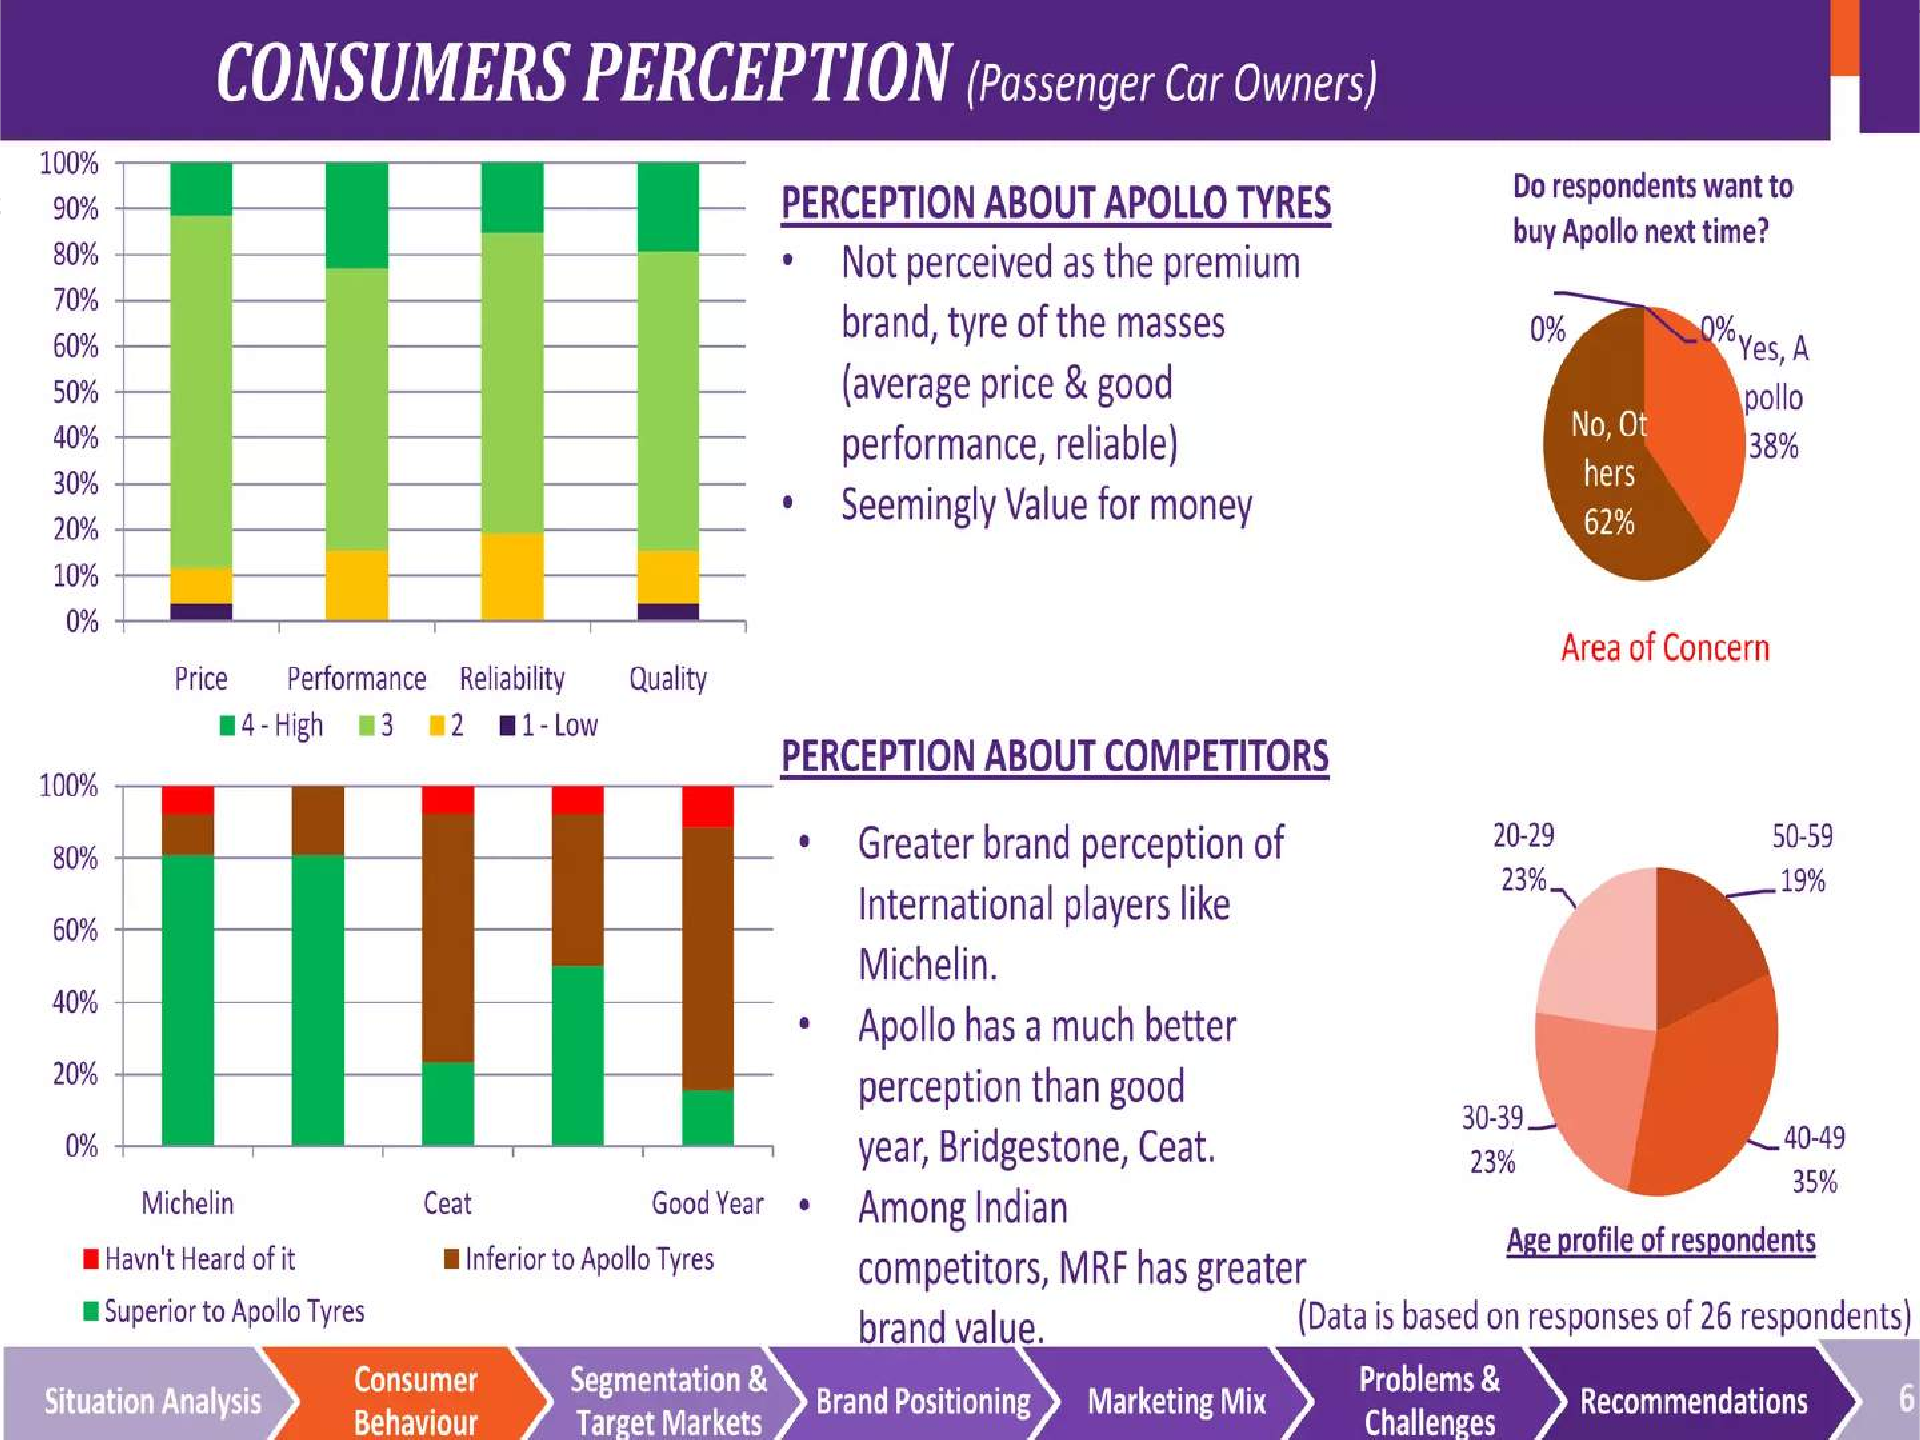 CONSUMERS PERCEPTION (Passenger Car Owners)
100%
90%
80%
70%
60%
50%
40%
30%
20%
10%
0%
Price Performance Reliability Quality
4 - High 3 2 1 - Low
PERCEPTION ABOUT APOLLO TYRES
• Not perceived as the premium
brand, tyre of the masses
(average price & good
performance, reliable)
• Seemingly Value for money
Do respondents want to
buy Apollo next time?
0%
0%
Yes, A
pollo
38%
No, Ot
hers
62%
Area of Concern
100%
80%
60%
40%
20%
0%
Michelin Ceat Good Year
Havn't Heard of it Inferior to Apollo Tyres
Superior to Apollo Tyres
PERCEPTION ABOUT COMPETITORS
• Greater brand perception of
International players like
Michelin.
• Apollo has a much better
perception than good
year, Bridgestone, Ceat.
• Among Indian
competitors, MRF has greater
brand value.
20-29
23%
50-59
19%
30-39
23%
40-49
35%
Age profile of respondents
(Data is based on responses of 26 respondents)
Situation Analysis
Consumer
Behaviour
Segmentation &
Target Markets
Brand Positioning
Marketing Mix
Problems &
Challenges
Recommendations
6